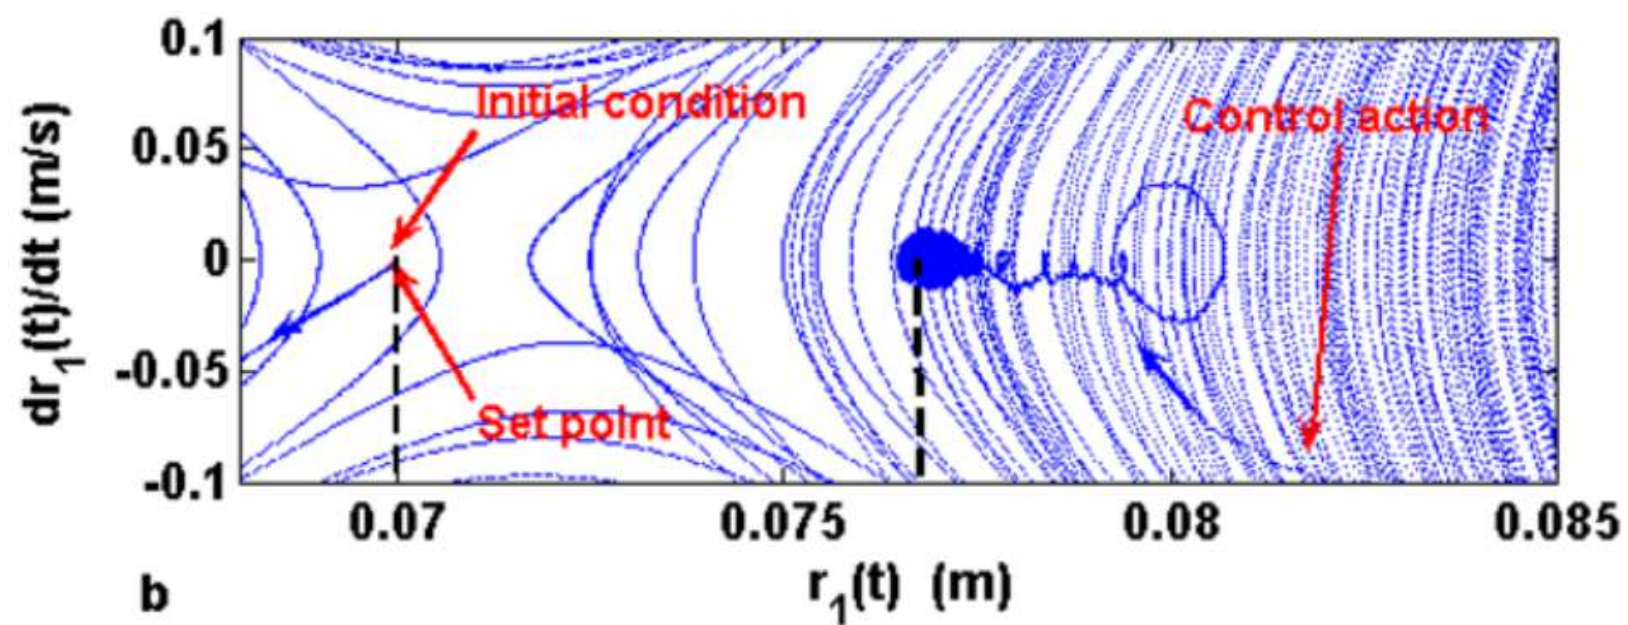 0.1
0.05
0
-0.05
-0.1
dr1(t)/dt (m/s)
Initial condition
Control action
Set point
0.07
0.075
0.08
0.085
r1(t) (m)
b